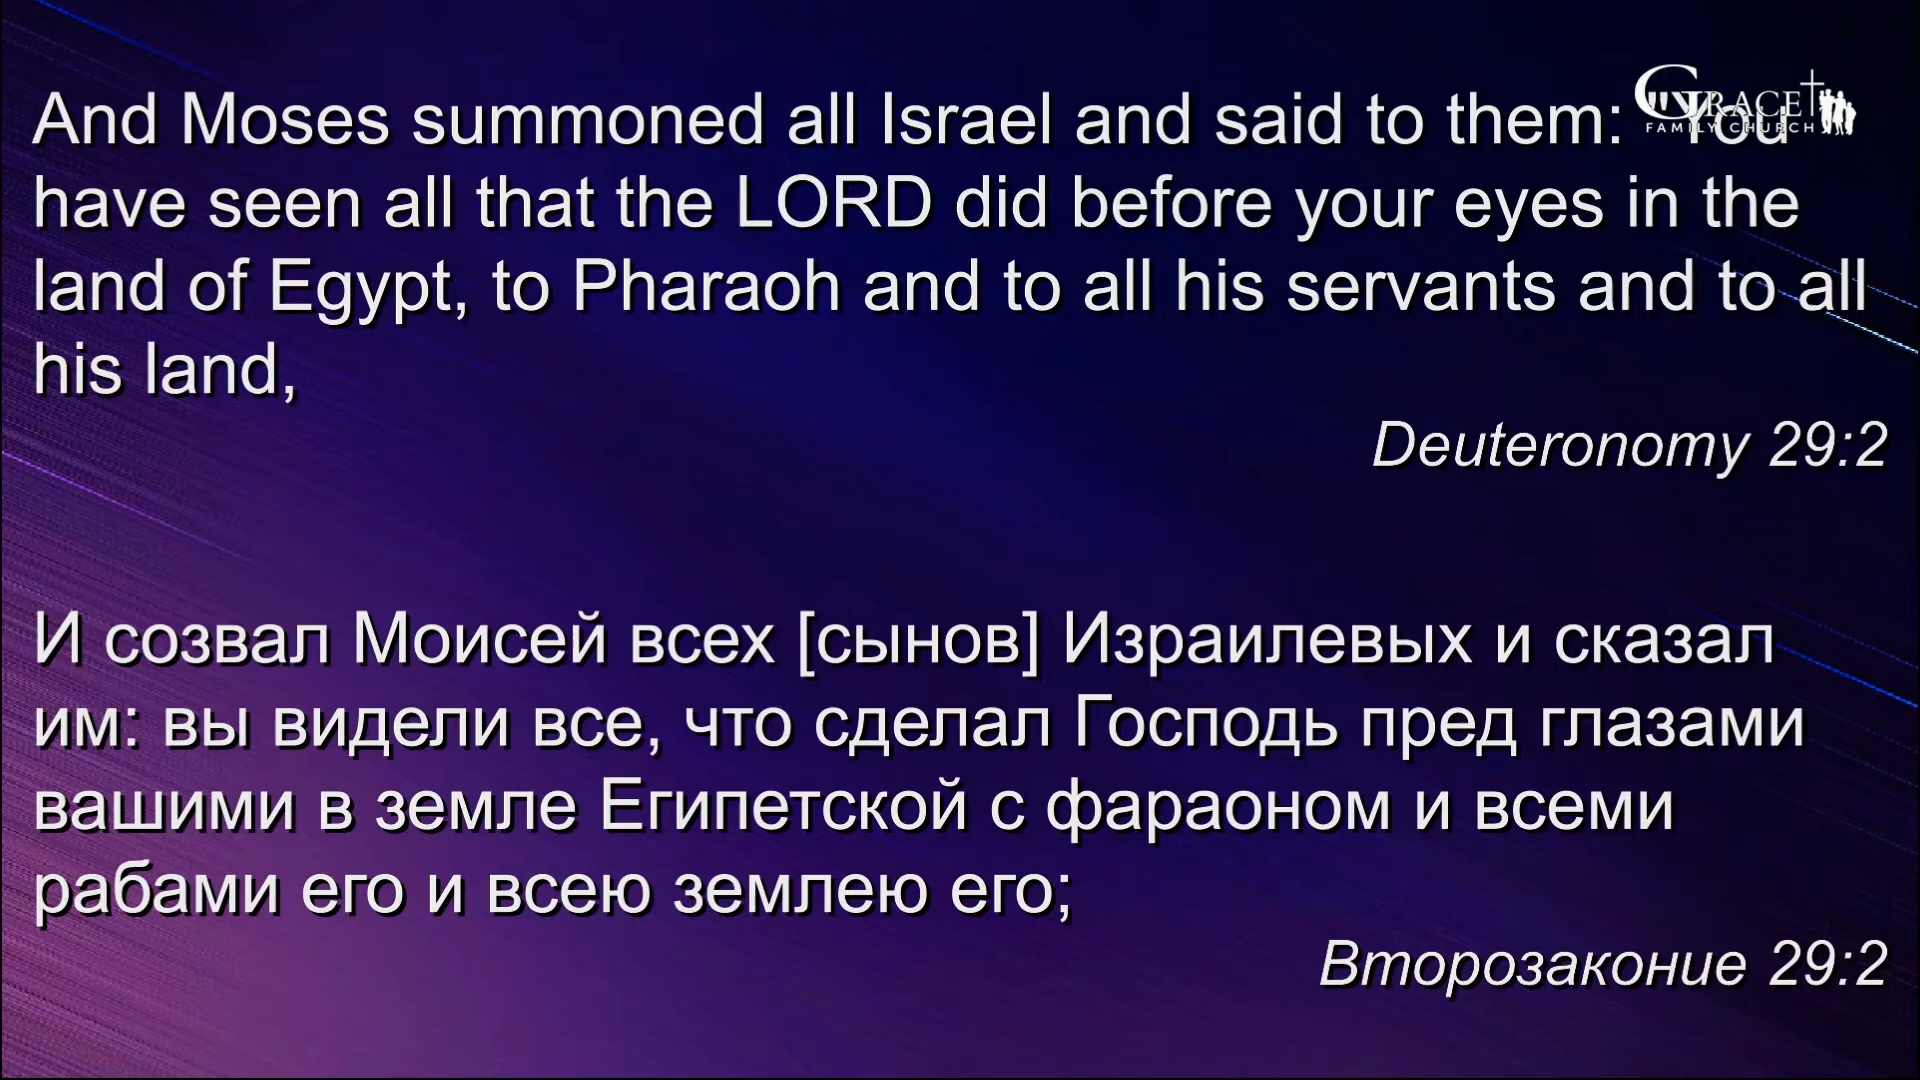 And Moses summoned all Israel and said to them: "You
have seen all that the LORD did before your eyes in the
land of Egypt, to Pharaoh and to all his servants and to all
his land,
Deuteronomy 29:2
GRACE
FAMILY CHURCH
И созвал Моисей всех [сынов] Израилевых и сказал
им: вы видели все, что сделал Господь пред глазами
вашими в земле Египетской с фараоном и всеми
рабами его и всею землею его;
Второзаконие 29:2